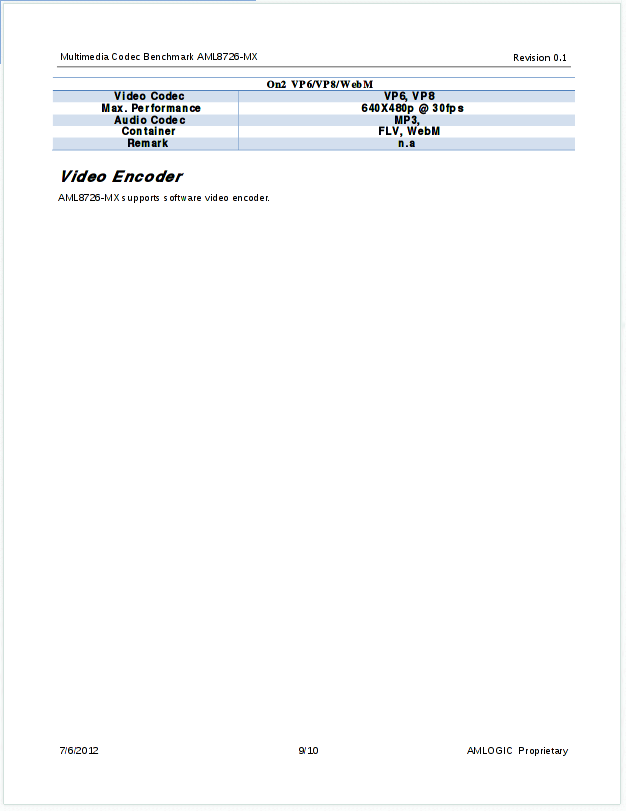 Multimedia Codec Benchmark AML8726-MX Revision 0.1
On2 VP6/VP8/WebM
Video Codec VP6, VP8
Max. Performance 640X480p @ 30fps
Audio Codec MP3,
Container FLV, WebM
Remark n.a
Video Encoder
AML8726-MX supports software video encoder.
7/6/2012 9/10 AMLOGIC Proprietary